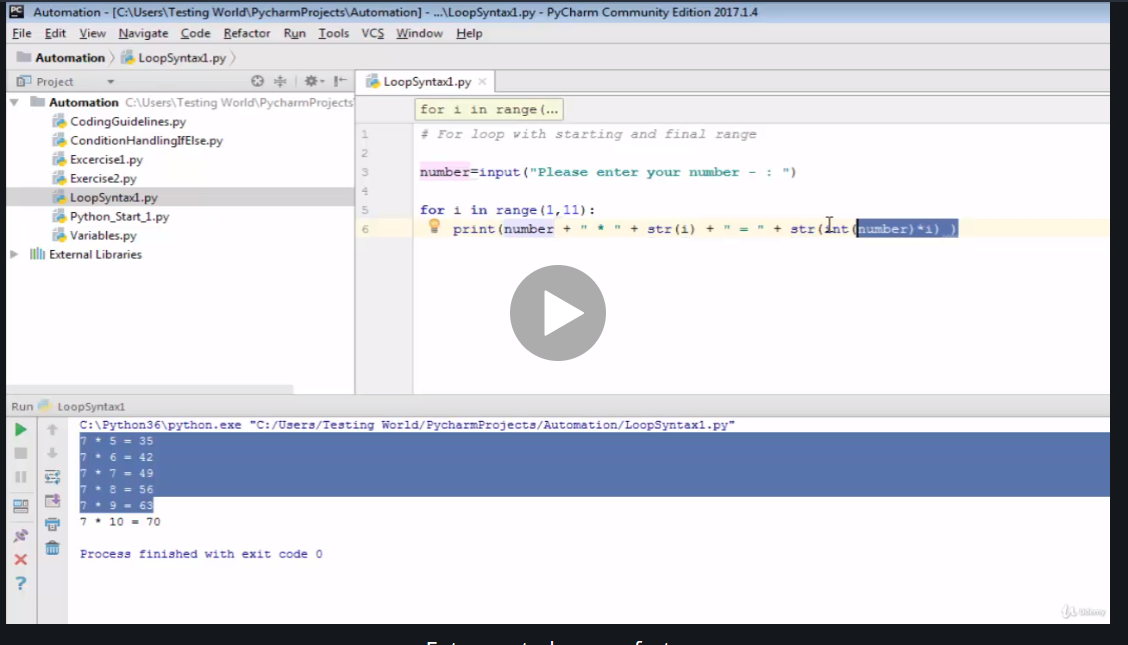 Automation - [C:\Users\Testing World\PycharmProjects\Automation] - ...\LoopSyntax1.py - PyCharm Community Edition 2017.1.4
File Edit View Navigate Code Refactor Run Tools VCS Window Help
Automation LoopSyntax1.py
Project
LoopSyntax1.py
Automation C:\Users\Testing World\PycharmProjects
CodingGuidelines.py
ConditionHandlingIfElse.py
Excercise1.py
Exercise2.py
LoopSyntax1.py
Python_Start_1.py
Variables.py
External Libraries
for i in range(...
1 # For loop with starting and final range
2
3 number=input("Please enter your number - : ")
4
5 for i in range(1,11):
6 print(number + " * " + str(i) + " = " + str(int(number)*i) )
Run LoopSyntax1
C:\Python36\python.exe "C:/Users/Testing World/PycharmProjects/Automation/LoopSyntax1.py"
7 * 5 = 35
7 * 6 = 42
7 * 7 = 49
7 * 8 = 56
7 * 9 = 63
7 * 10 = 70
Process finished with exit code 0
Udemy